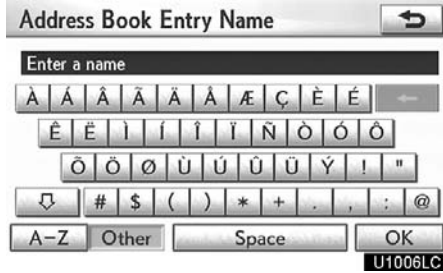 Address Book Entry Name
Enter a name
À Á Â Ã Ä Å Æ Ç È É ←
Ê Ë Ì Í Î Ï Ñ Ò Ó Ô
Õ Ö Ø Ù Ú Û Ü Ý ! "
# $ ( ) * + . , : @
A-Z Other Space OK
U1006LC